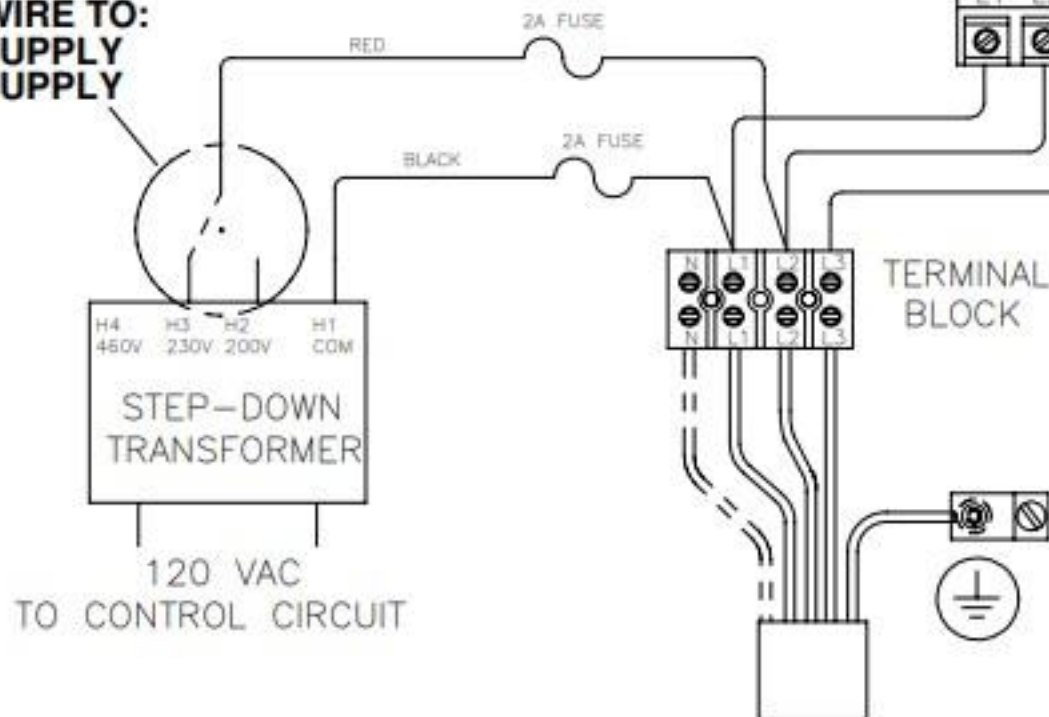 WIRE TO:
UPPLY
UPPLY
RED
2A FUSE
BLACK
2A FUSE
N L1 L2 L3
N L1 L2 L3
TERMINAL
BLOCK
H4 H3 H2 H1
460V 230V 200V COM
STEP-DOWN
TRANSFORMER
120 VAC
TO CONTROL CIRCUIT